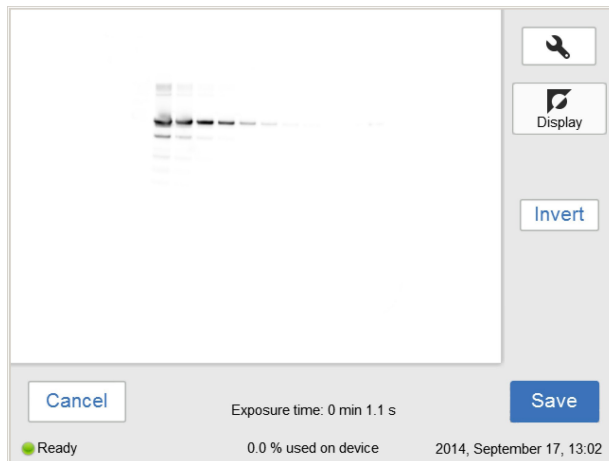 Display
Invert
Cancel
Exposure time: 0 min 1.1 s
Save
Ready
0.0 % used on device
2014, September 17, 13:02